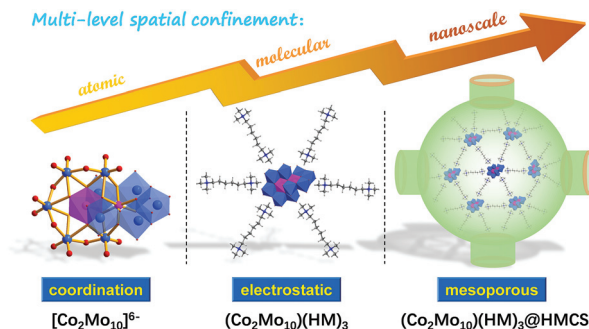 Multi-level spatial confinement:
atomic
molecular
nanoscale
coordination
electrostatic
mesoporous
[Co₂Mo₁₀]⁶⁻
(Co₂Mo₁₀)(HM)₃
(Co₂Mo₁₀)(HM)₃@HMCS